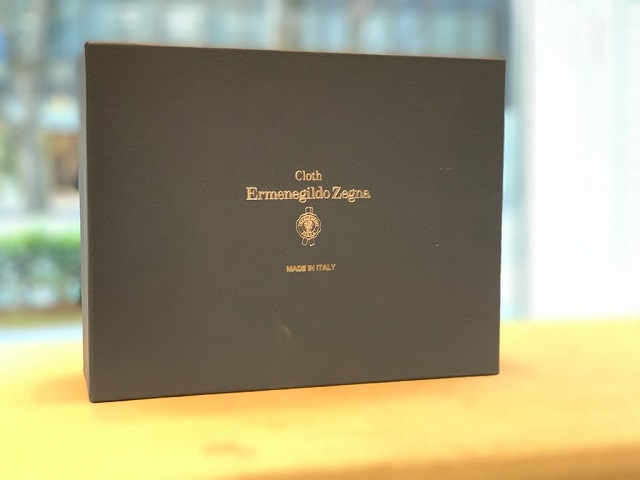 Cloth
Ermenegildo Zegna
MADE IN ITALY